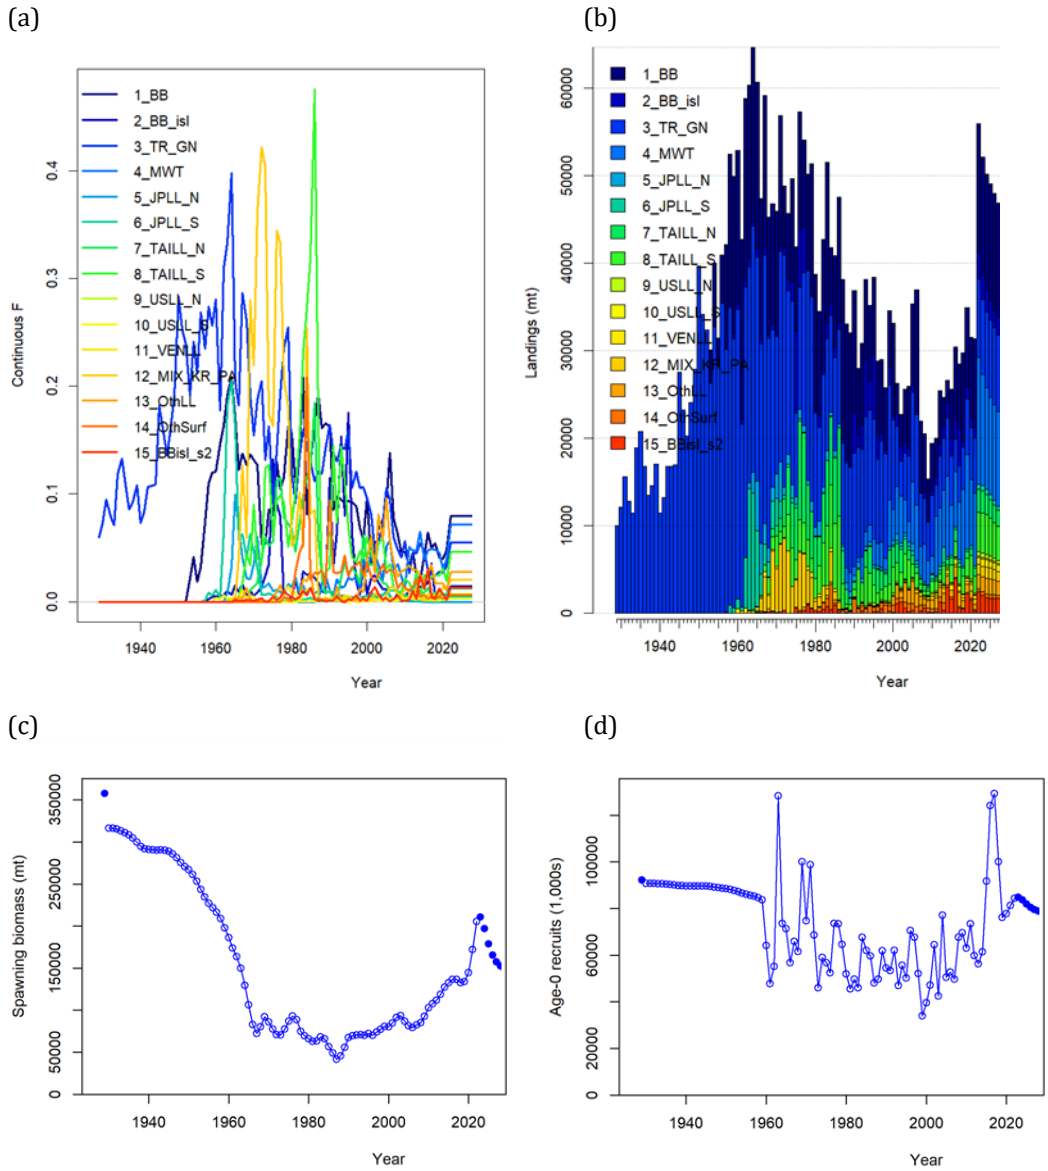 (a)
(b)
1_BB
2_BB_isl
3_TR_GN
4_MWT
5_JPLL_N
6_JPLL_S
7_TAILL_N
8_TAILL_S
9_USLL_N
10_USLL_S
11_VENLL
12_MIX_KR_PA
13_OthLL
14_OthSurf
15_BBisl_s2
Continuous F
0.0
0.1
0.2
0.3
0.4
1940
1960
1980
2000
2020
Year
1_BB
2_BB_isl
3_TR_GN
4_MWT
5_JPLL_N
6_JPLL_S
7_TAILL_N
8_TAILL_S
9_USLL_N
10_USLL_S
11_VENLL
12_MIX_KR_PA
13_OthLL
14_OthSurf
15_BBisl_s2
Landings (mt)
0
10000
20000
30000
40000
50000
60000
1940
1960
1980
2000
2020
Year
(c)
(d)
Spawning biomass (mt)
0
50000
150000
250000
350000
1940
1960
1980
2000
2020
Year
Age-0 recruits (1,000s)
0
20000
40000
60000
80000
100000
1940
1960
1980
2000
2020
Year